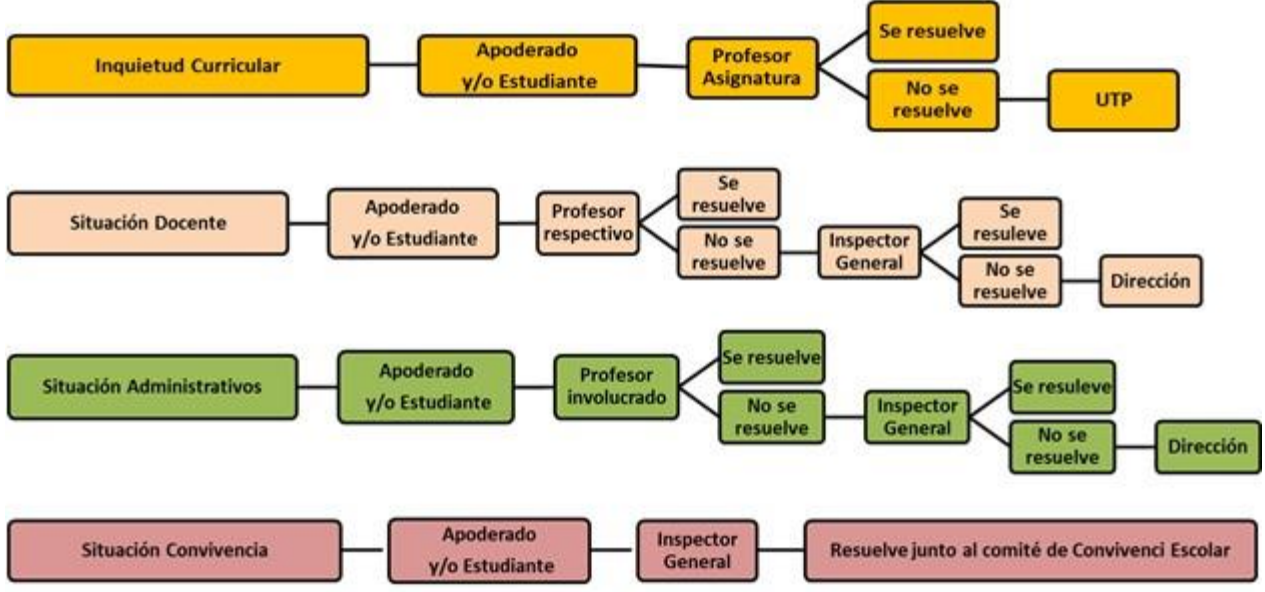 Inquietud Curricular
Apoderado
y/o Estudiante
Profesor
Asignatura
Se resuelve
No se
resuelve
UTP
Situación Docente
Apoderado
y/o Estudiante
Profesor
respectivo
Se
resuelve
No se
resuelve
Inspector
General
Se
resuleve
No se
resuelve
Dirección
Situación Administrativos
Apoderado
y/o Estudiante
Profesor
involucrado
Se resuelve
No se
resuelve
Inspector
General
Se resuleve
No se
resuelve
Dirección
Situación Convivencia
Apoderado
y/o Estudiante
Inspector
General
Resuelve junto al comité de Convivenci Escolar